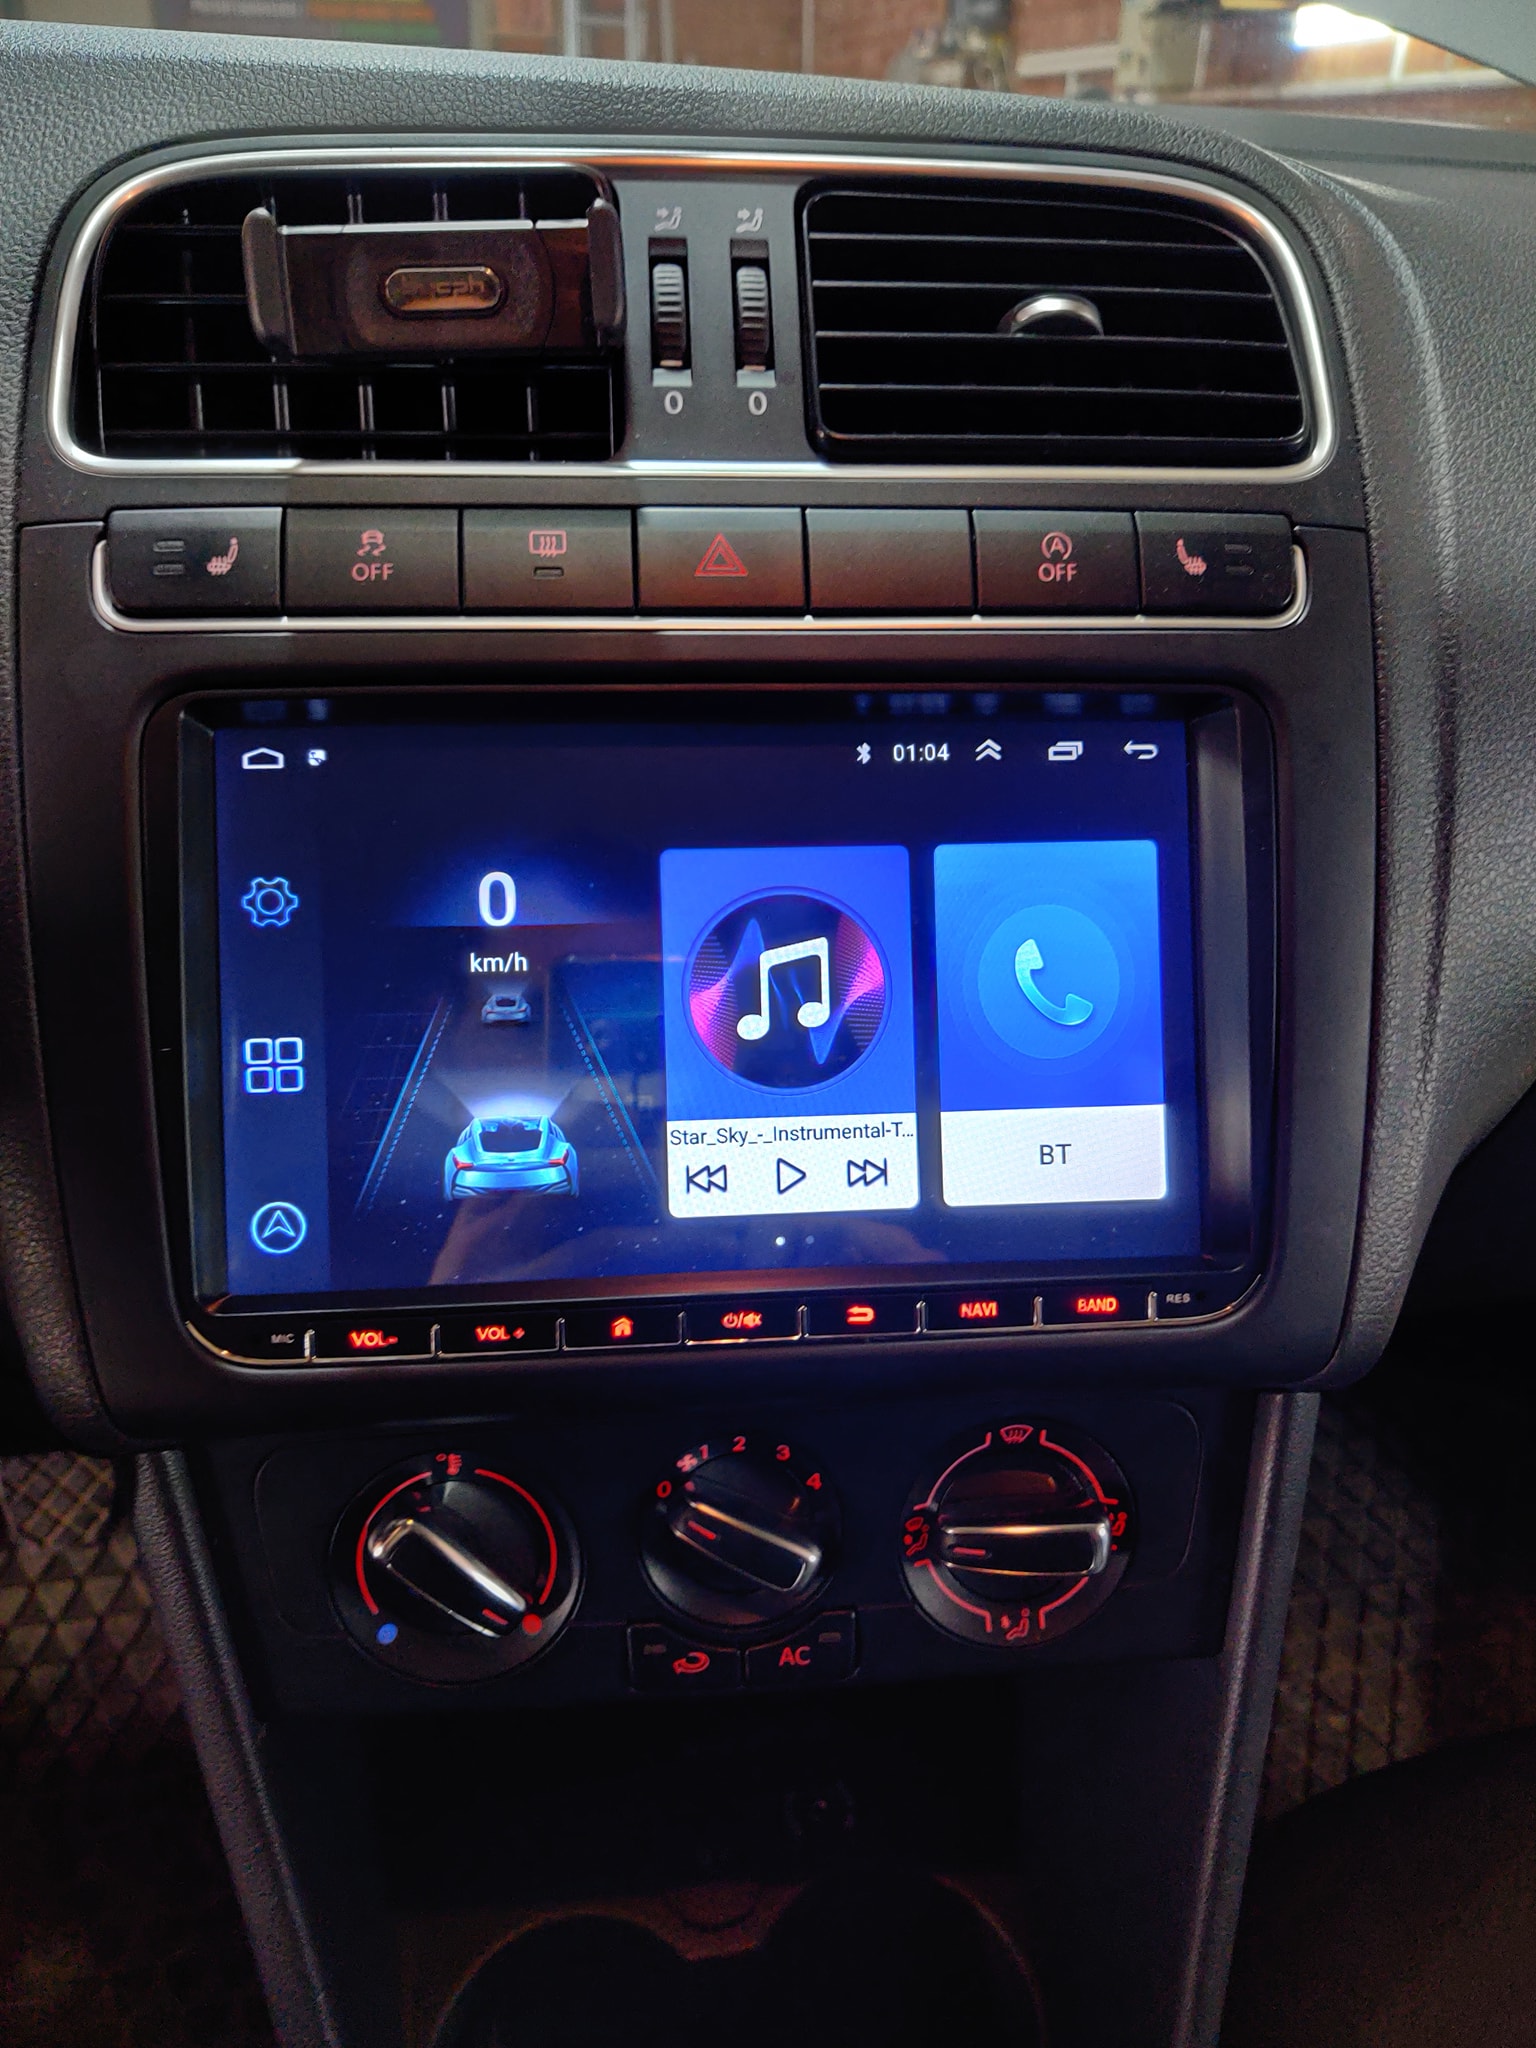 0 0
OFF OFF
01:04
0
km/h
Star_Sky_-_Instrumental-T...
BT
MIC VOL- VOL+ NAVI BAND RES
0 1 2 3 4
AC